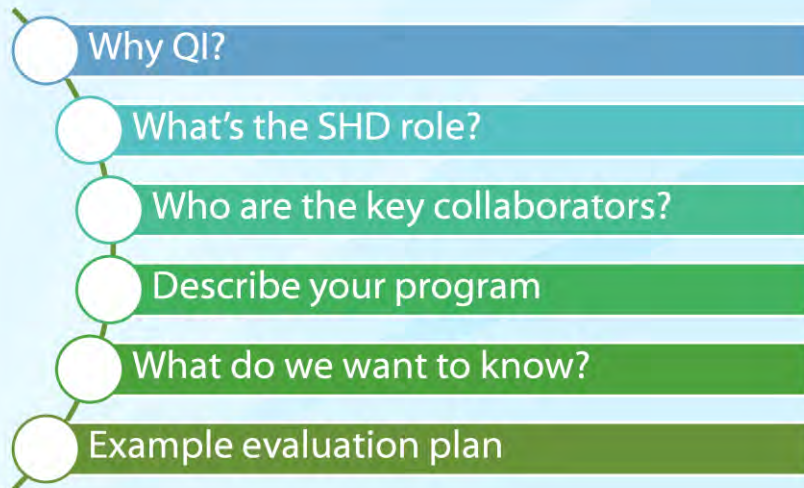 Why QI?
What's the SHD role?
Who are the key collaborators?
Describe your program
What do we want to know?
Example evaluation plan